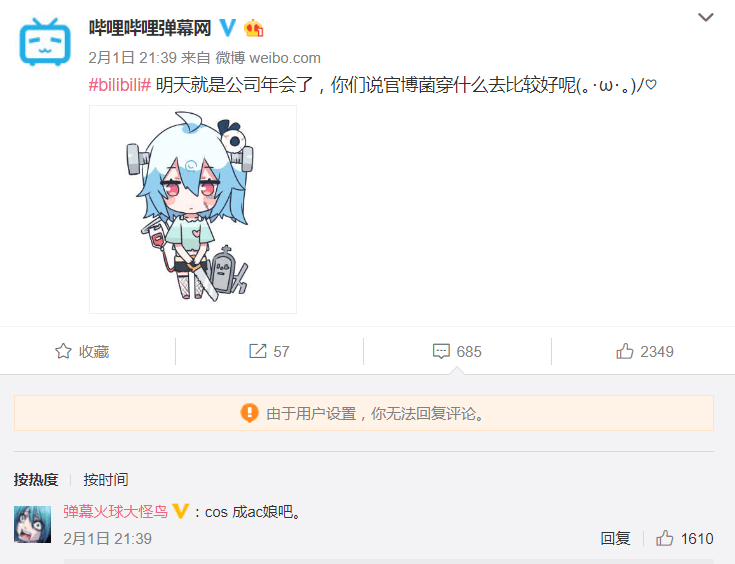 哔哩哔哩弹幕网
2月1日 21:39 来自 微博 weibo.com
#bilibili# 明天就是公司年会了，你们说官博菌穿什么去比较好呢(｡･ω･｡)ﾉ♡
收藏 57 685 2349
由于用户设置，你无法回复评论。
按热度 按时间
弹幕火球大怪鸟：cos 成ac娘吧。
2月1日 21:39 回复 1610